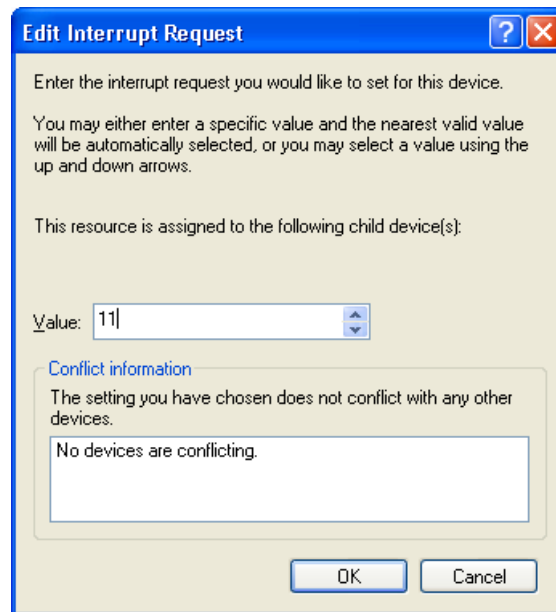 Edit Interrupt Request
Enter the interrupt request you would like to set for this device.
You may either enter a specific value and the nearest valid value
will be automatically selected, or you may select a value using the
up and down arrows.
This resource is assigned to the following child device(s):
Value: 11
Conflict information
The setting you have chosen does not conflict with any other
devices.
No devices are conflicting.
OK Cancel